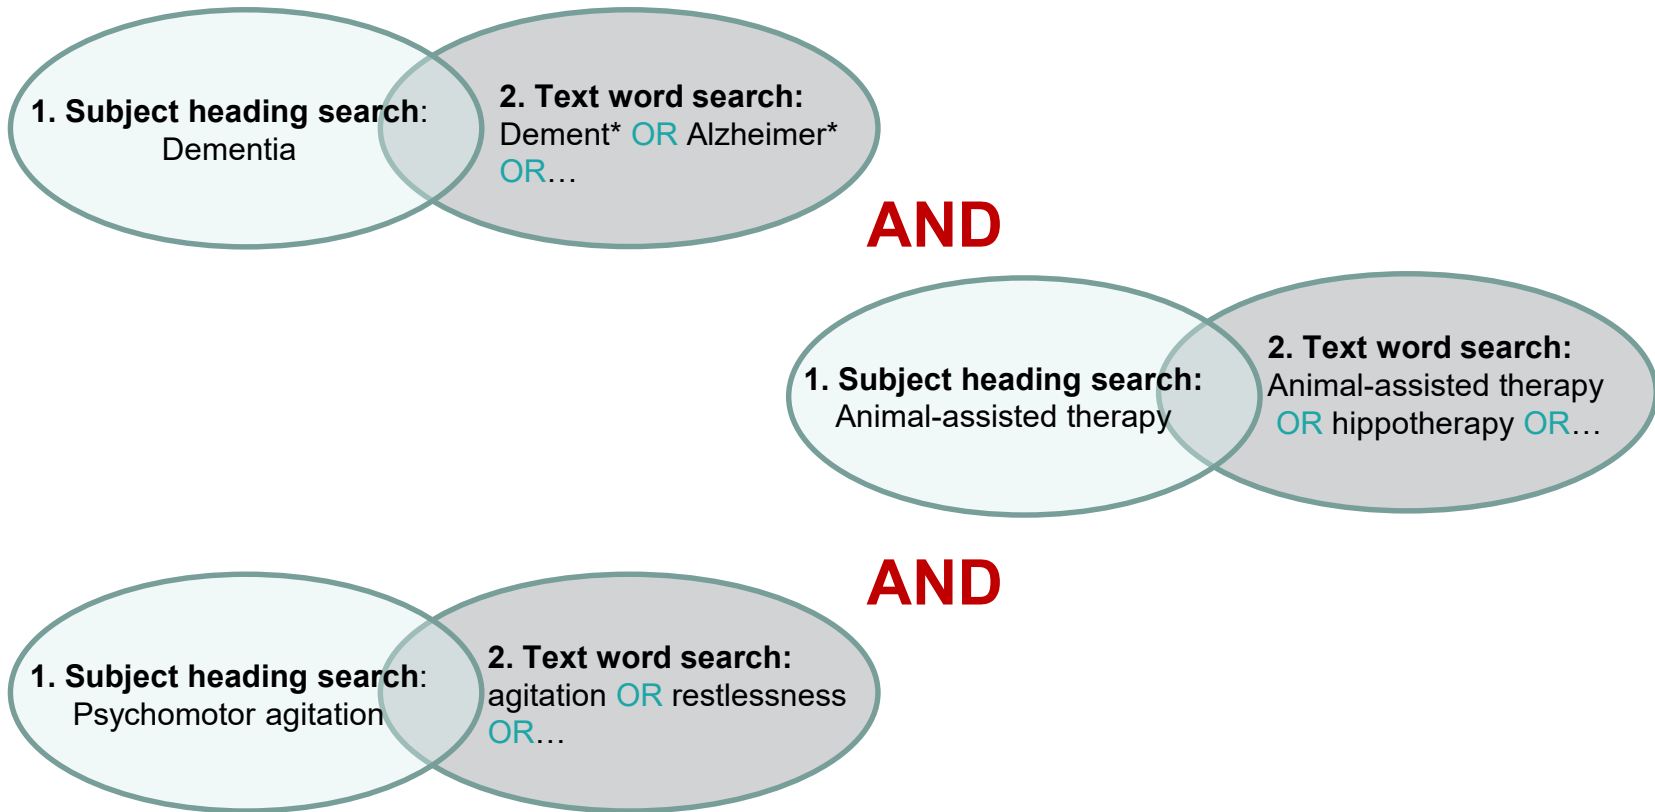 1. Subject heading search:
Dementia
2. Text word search:
Dement* OR Alzheimer*
OR…
AND
1. Subject heading search:
Animal-assisted therapy
2. Text word search:
Animal-assisted therapy
OR hippotherapy OR…
AND
1. Subject heading search:
Psychomotor agitation
2. Text word search:
agitation OR restlessness
OR…